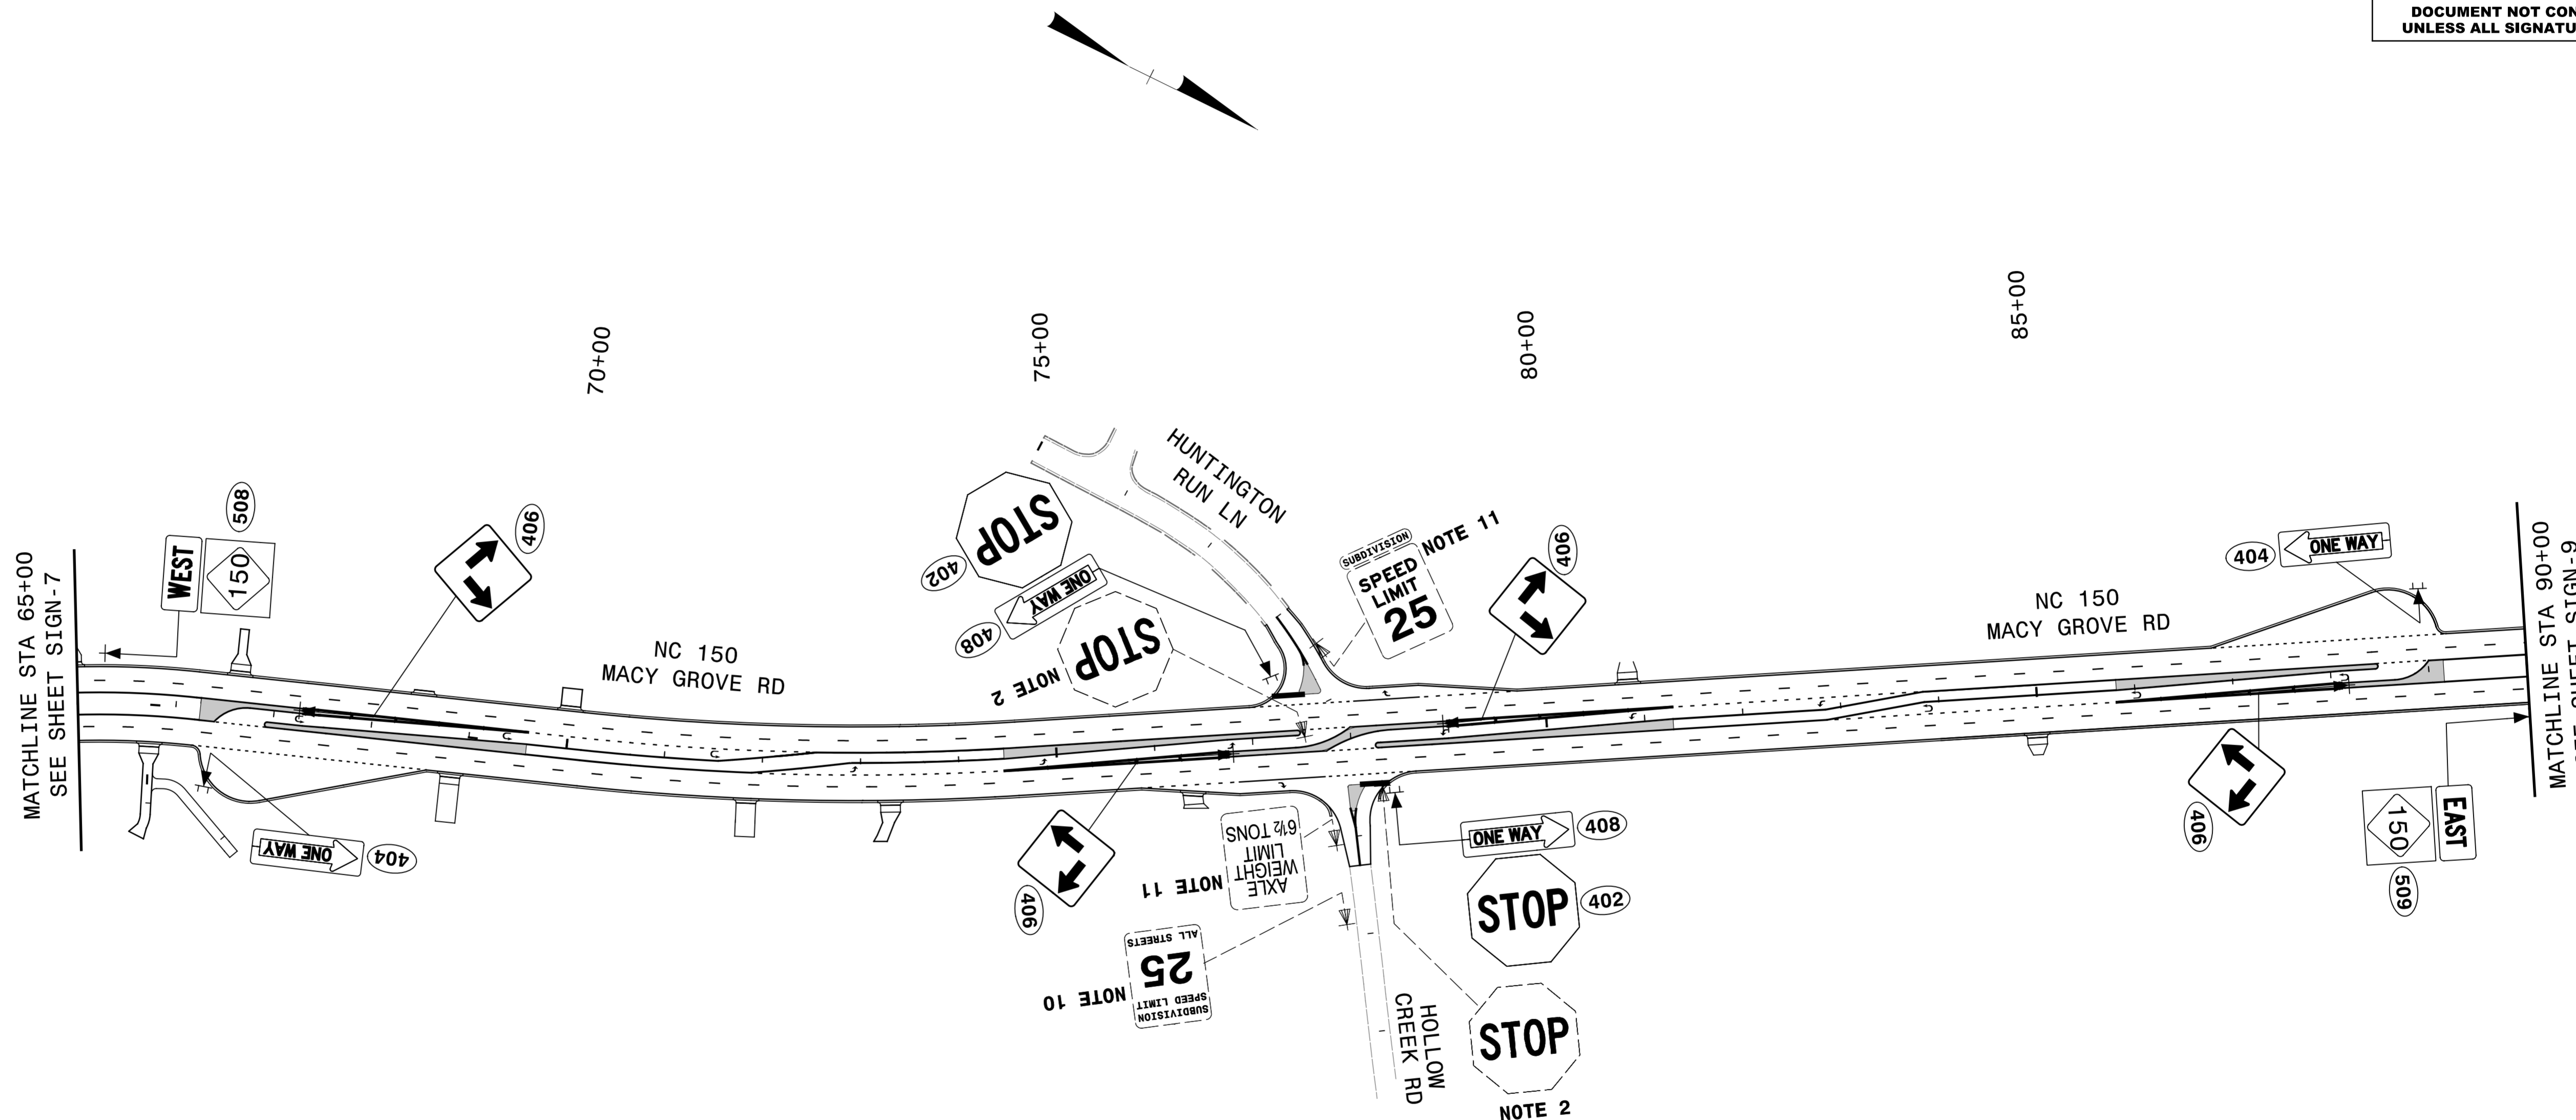 DOCUMENT NOT CON
UNLESS ALL SIGNATU
MATCHLINE STA 65+00
SEE SHEET SIGN-7
70+00
75+00
80+00
85+00
WEST
150
508
406
NC 150
MACY GROVE RD
HUNTINGTON
RUN LN
STOP
402
ONE WAY
408
STOP
NOTE 2
SUBDIVISION
SPEED
LIMIT
25
NOTE 11
406
NC 150
MACY GROVE RD
404
ONE WAY
MATCHLINE STA 90+00
SEE SHEET SIGN-9
ONE WAY
404
406
AXLE
WEIGHT
LIMIT
6½ TONS
NOTE 11
SUBDIVISION
SPEED LIMIT
25
ALL STREETS
NOTE 10
HOLLOW
CREEK RD
ONE WAY
408
STOP
402
STOP
NOTE 2
406
EAST
150
509